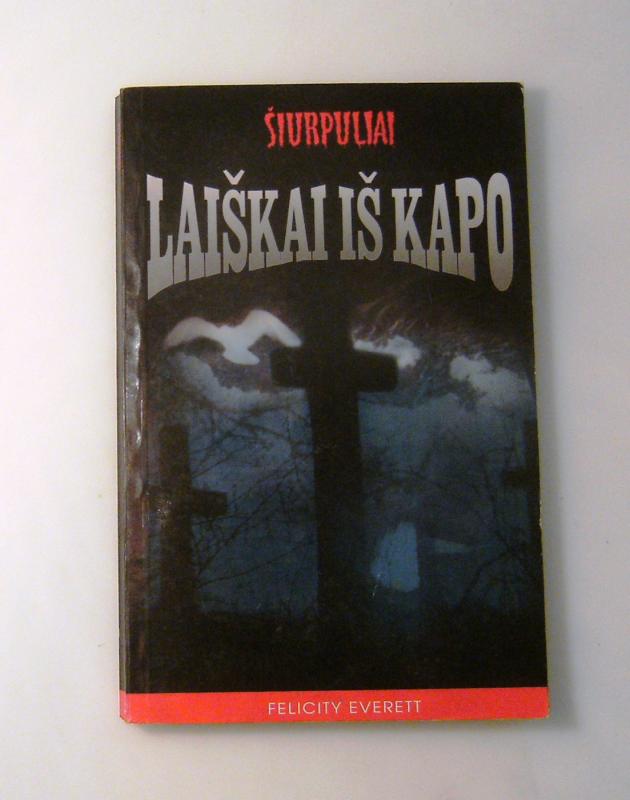 ŠIURPULIAI
LAIŠKAI IŠ KAPO
FELICITY EVERETT